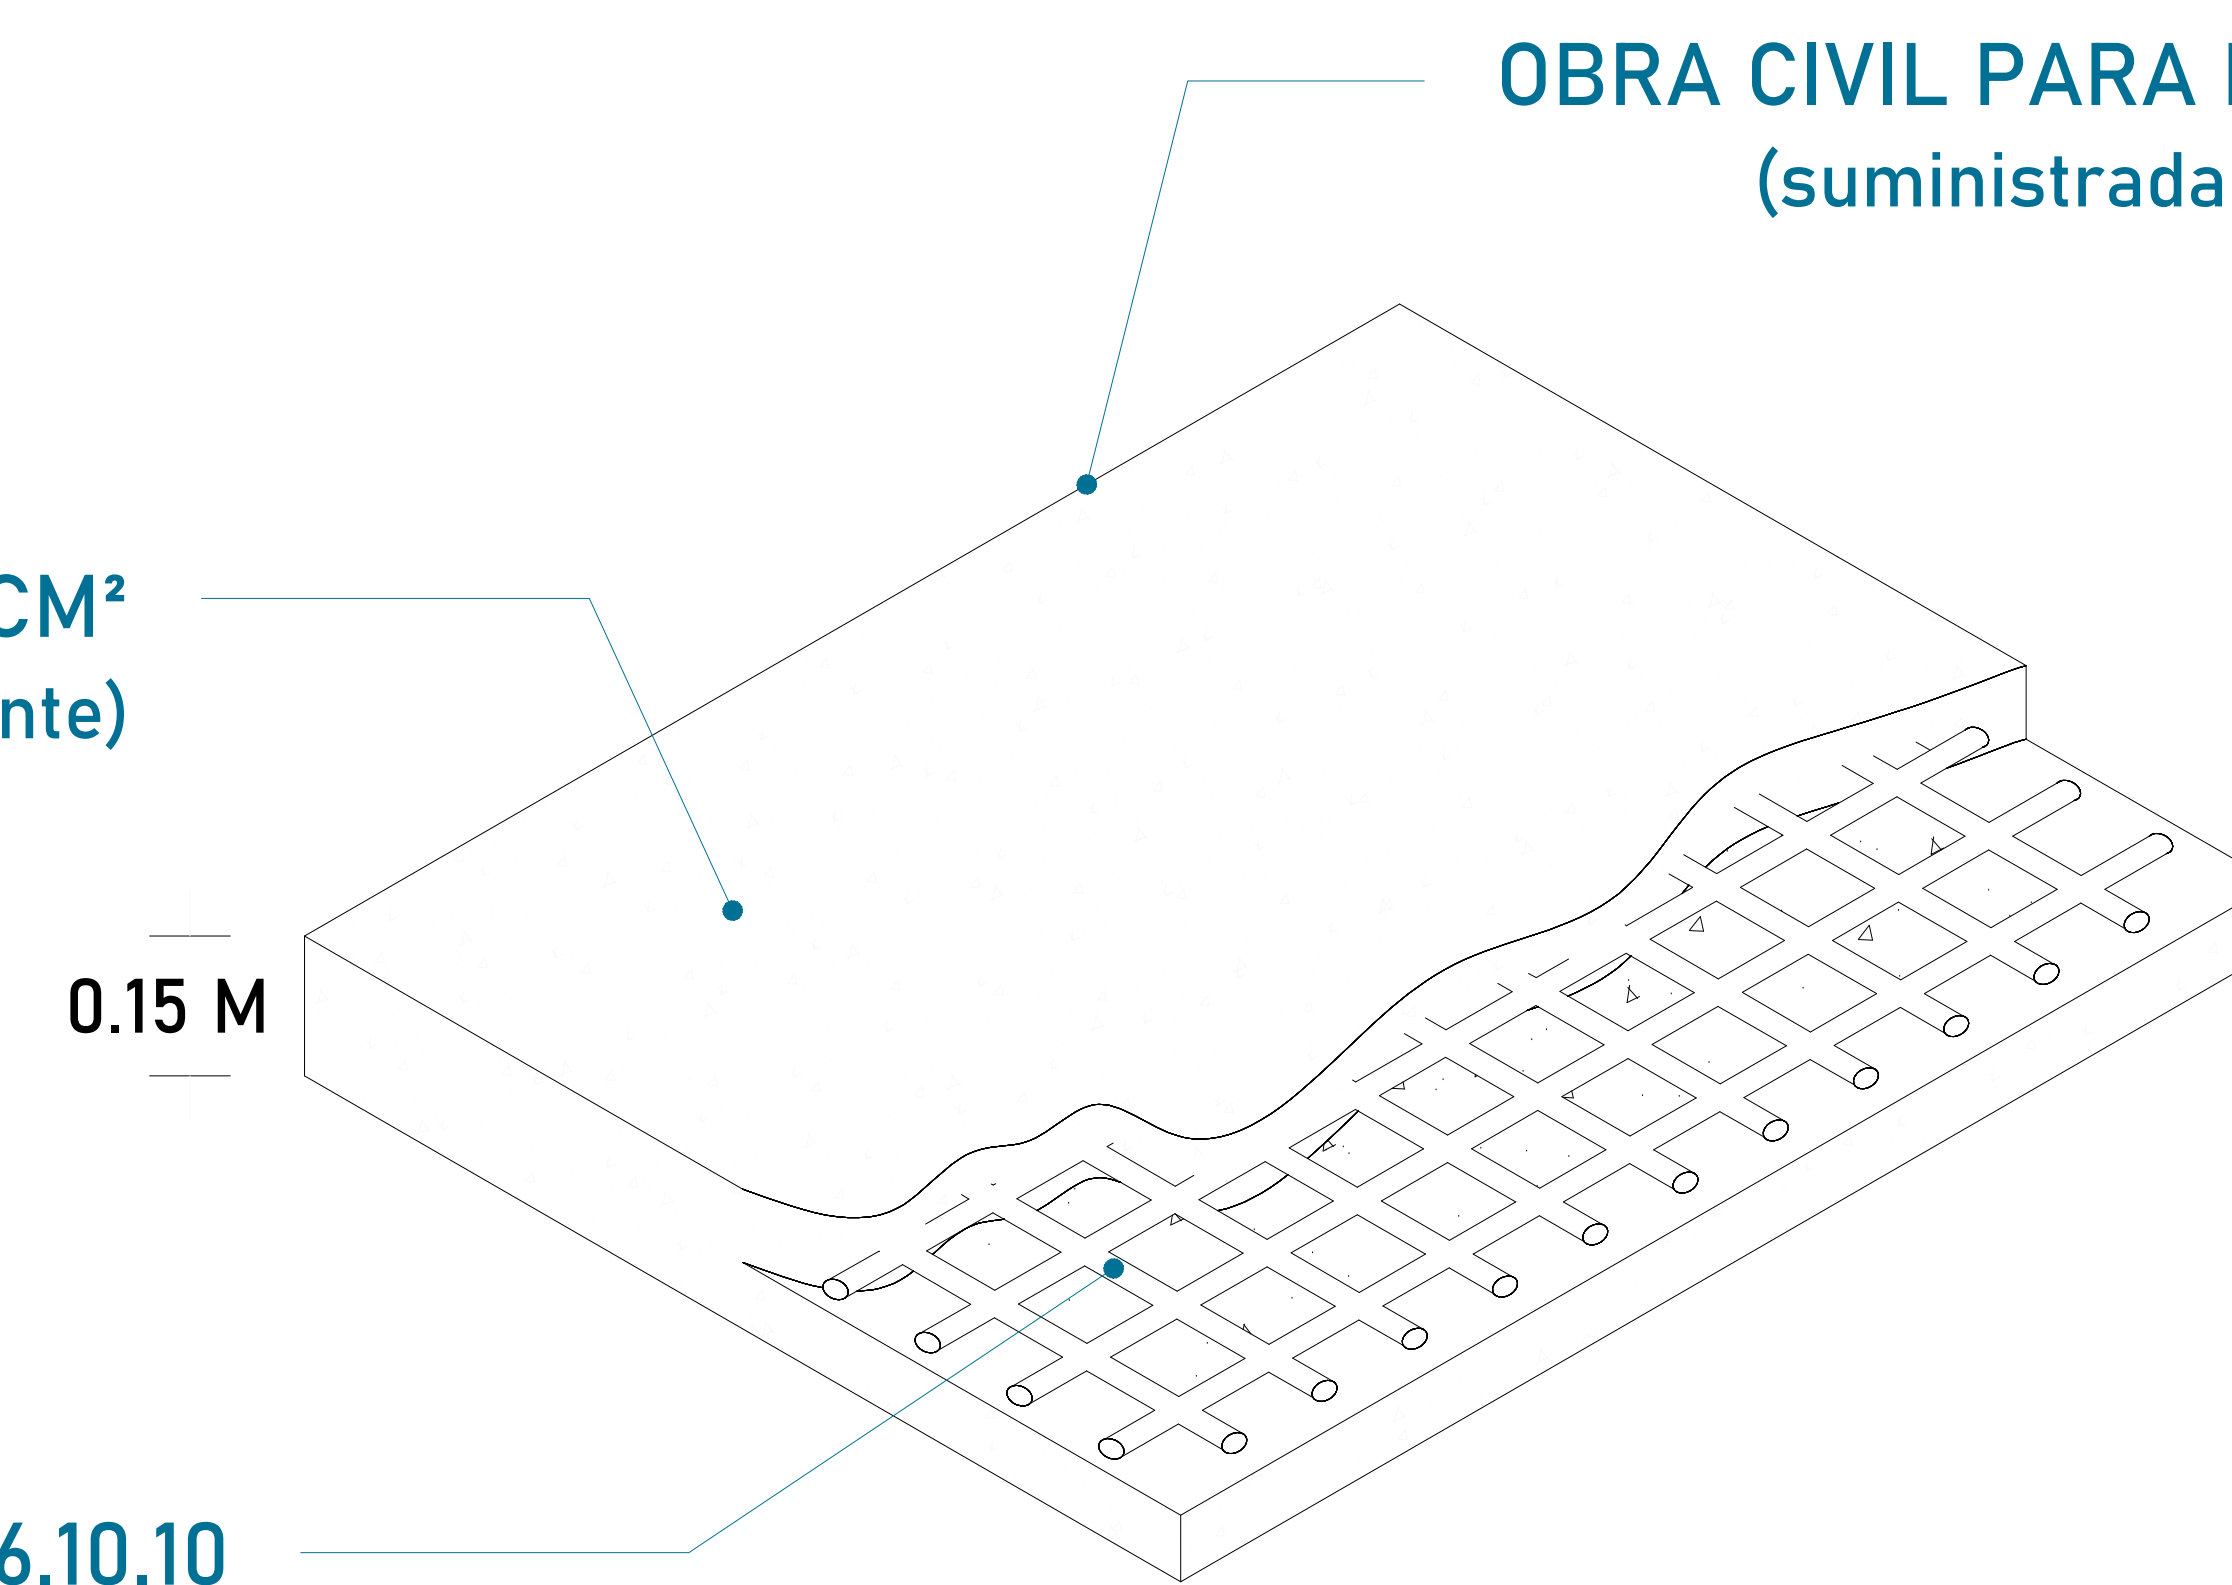 OBRA CIVIL PARA
(suministrada
CM²
nte)
0.15 M
6.10.10